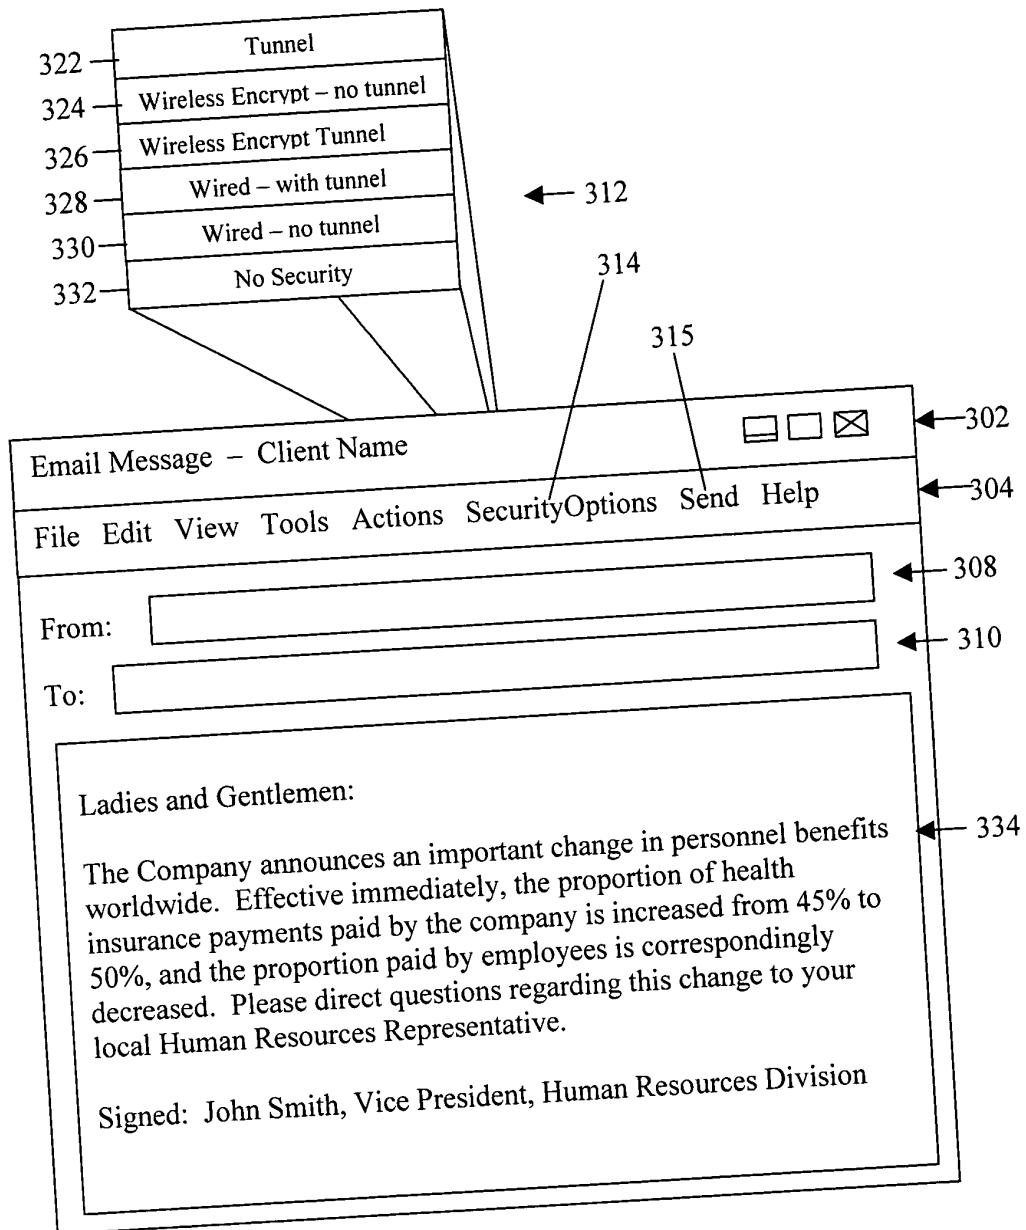 322 Tunnel
324 Wireless Encrypt – no tunnel
326 Wireless Encrypt Tunnel
328 Wired – with tunnel
312
330 Wired – no tunnel
314
332 No Security
315
302
Email Message – Client Name
304
File Edit View Tools Actions SecurityOptions Send Help
308
From:
310
To:
Ladies and Gentlemen:
334
The Company announces an important change in personnel benefits
worldwide. Effective immediately, the proportion of health
insurance payments paid by the company is increased from 45% to
50%, and the proportion paid by employees is correspondingly
decreased. Please direct questions regarding this change to your
local Human Resources Representative.
Signed: John Smith, Vice President, Human Resources Division